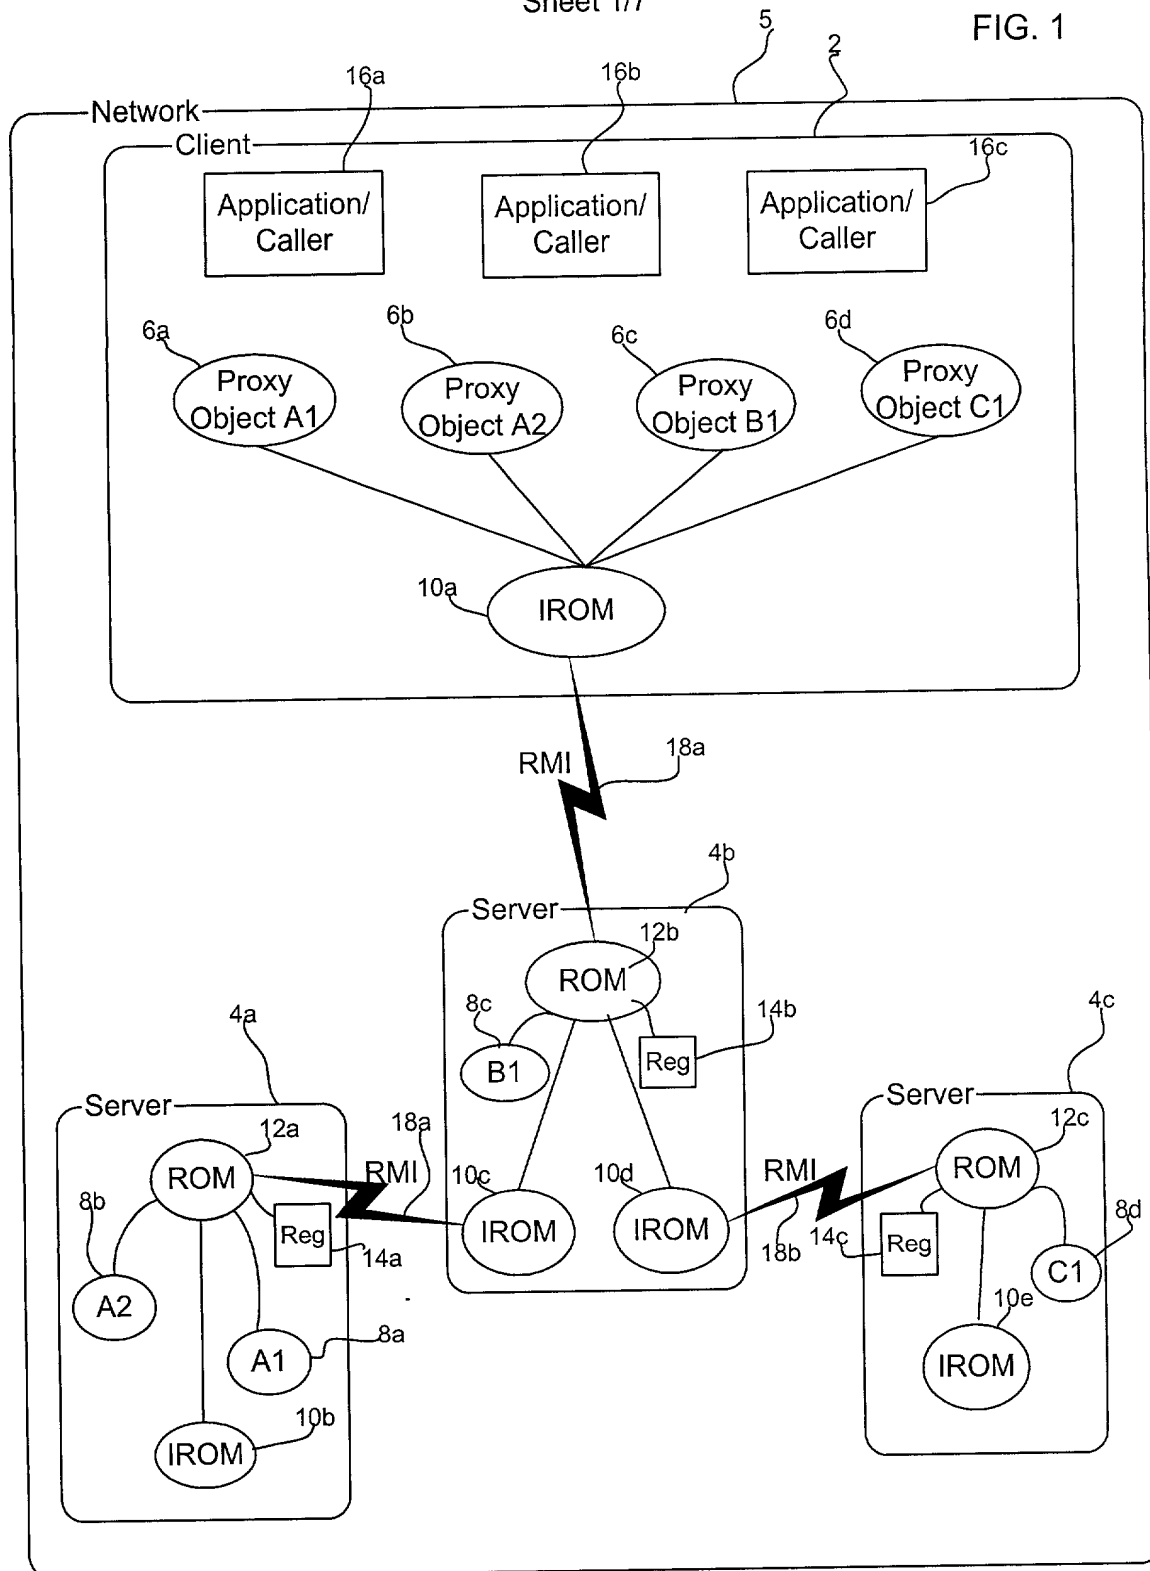 Sheet 1/7
FIG. 1
5
2
16a
16b
16c
Network
Client
Application/
Caller
Application/
Caller
Application/
Caller
6a
6b
6c
6d
Proxy
Object A1
Proxy
Object A2
Proxy
Object B1
Proxy
Object C1
10a
IROM
RMI
18a
4b
Server
12b
ROM
8c
14b
B1
Reg
10c
10d
IROM
IROM
4a
Server
12a
ROM
18a
RMI
8b
Reg
14a
A2
A1
8a
10b
IROM
4c
Server
12c
RMI
ROM
18b
14c
Reg
8d
C1
10e
IROM